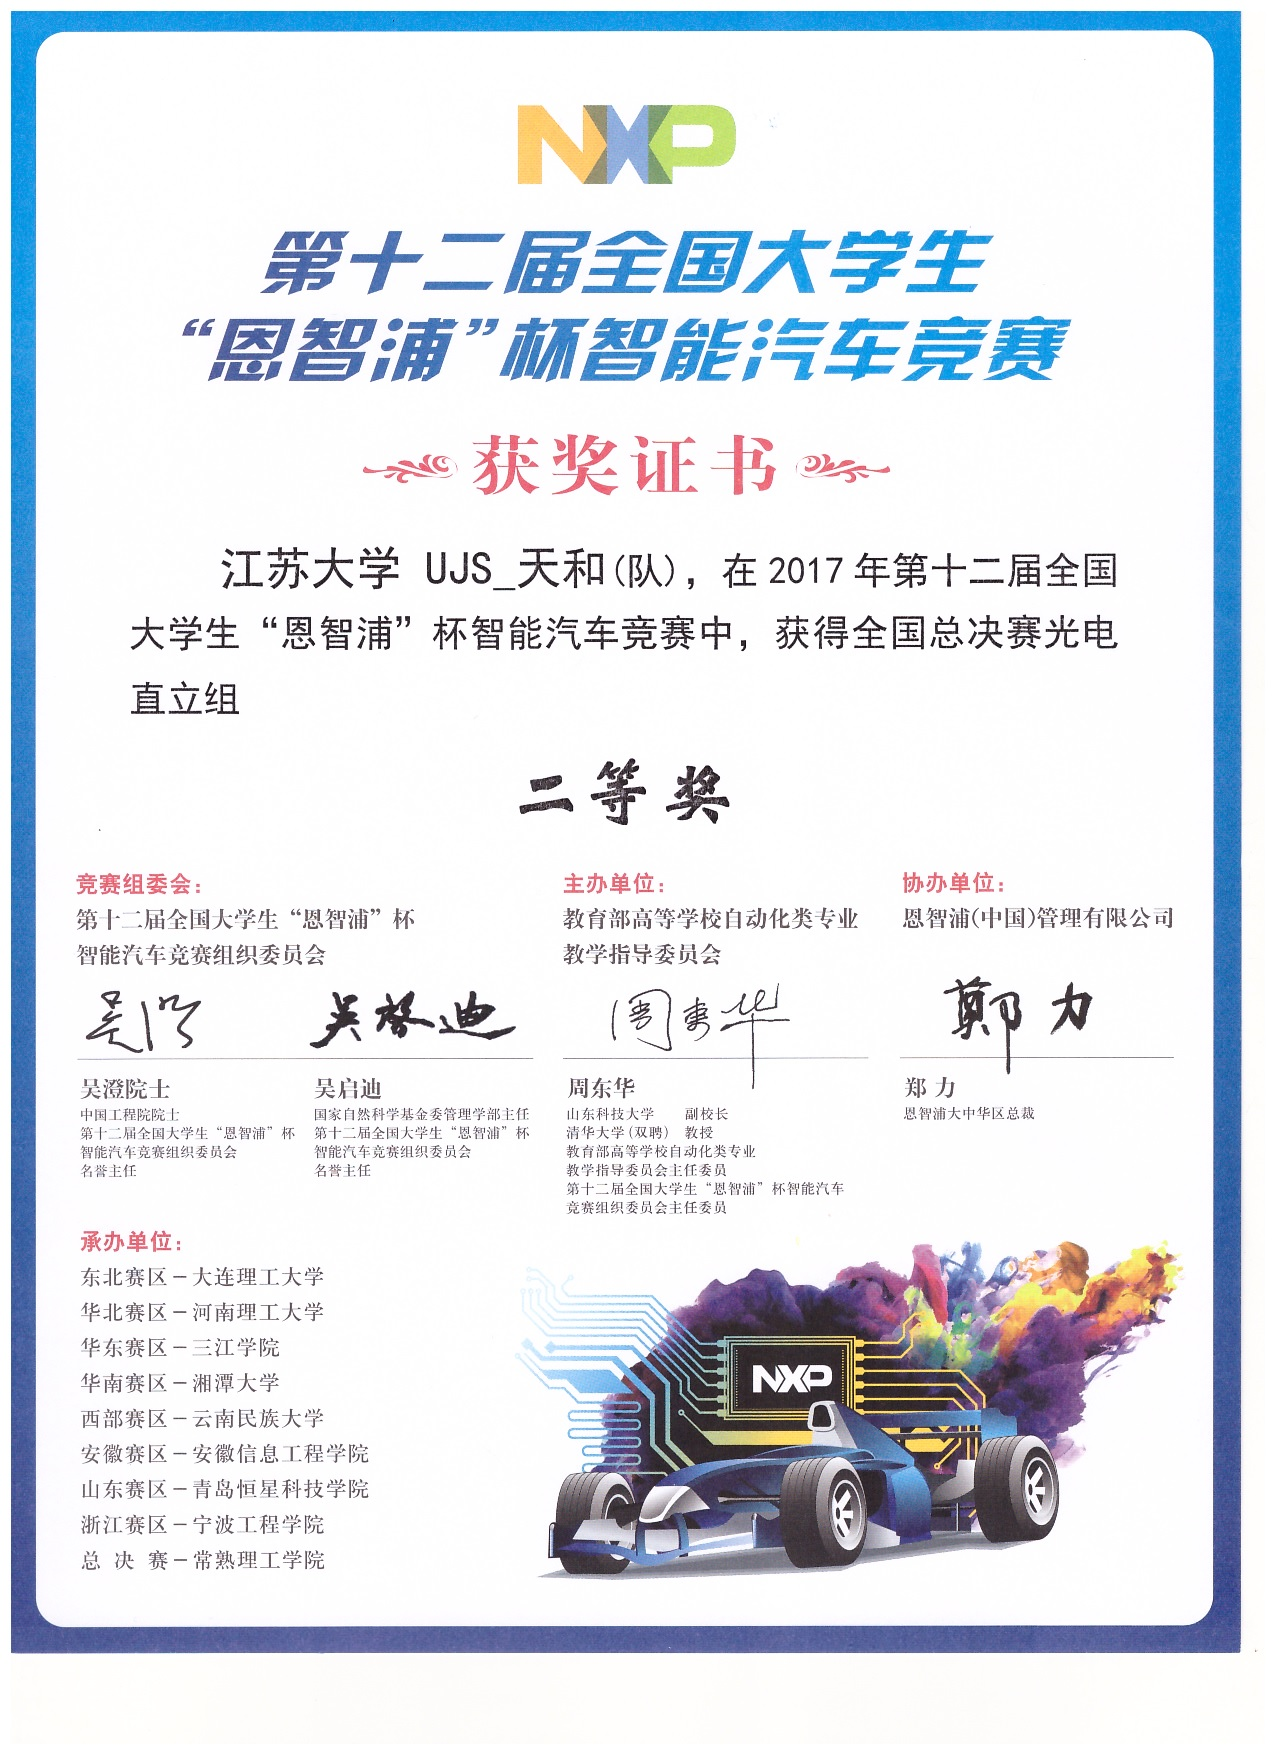 NXP
第十二届全国大学生
“恩智浦”杯智能汽车竞赛
获奖证书
江苏大学 UJS_天和(队)，在2017年第十二届全国
大学生“恩智浦”杯智能汽车竞赛中，获得全国总决赛光电
直立组
二等奖
竞赛组委会：
第十二届全国大学生“恩智浦”杯
智能汽车竞赛组织委员会
主办单位：
教育部高等学校自动化类专业
教学指导委员会
协办单位：
恩智浦(中国)管理有限公司
吴澄
吴启迪
周东华
鄭力
吴澄院士
中国工程院院士
第十二届全国大学生“恩智浦”杯
智能汽车竞赛组织委员会
名誉主任
吴启迪
国家自然科学基金委管理学部主任
第十二届全国大学生“恩智浦”杯
智能汽车竞赛组织委员会
名誉主任
周东华
山东科技大学 副校长
清华大学(双聘) 教授
教育部高等学校自动化类专业
教学指导委员会主任委员
第十二届全国大学生“恩智浦”杯智能汽车
竞赛组织委员会主任委员
郑 力
恩智浦大中华区总裁
承办单位：
东北赛区－大连理工大学
华北赛区－河南理工大学
华东赛区－三江学院
华南赛区－湘潭大学
西部赛区－云南民族大学
安徽赛区－安徽信息工程学院
山东赛区－青岛恒星科技学院
浙江赛区－宁波工程学院
总 决 赛－常熟理工学院
NXP